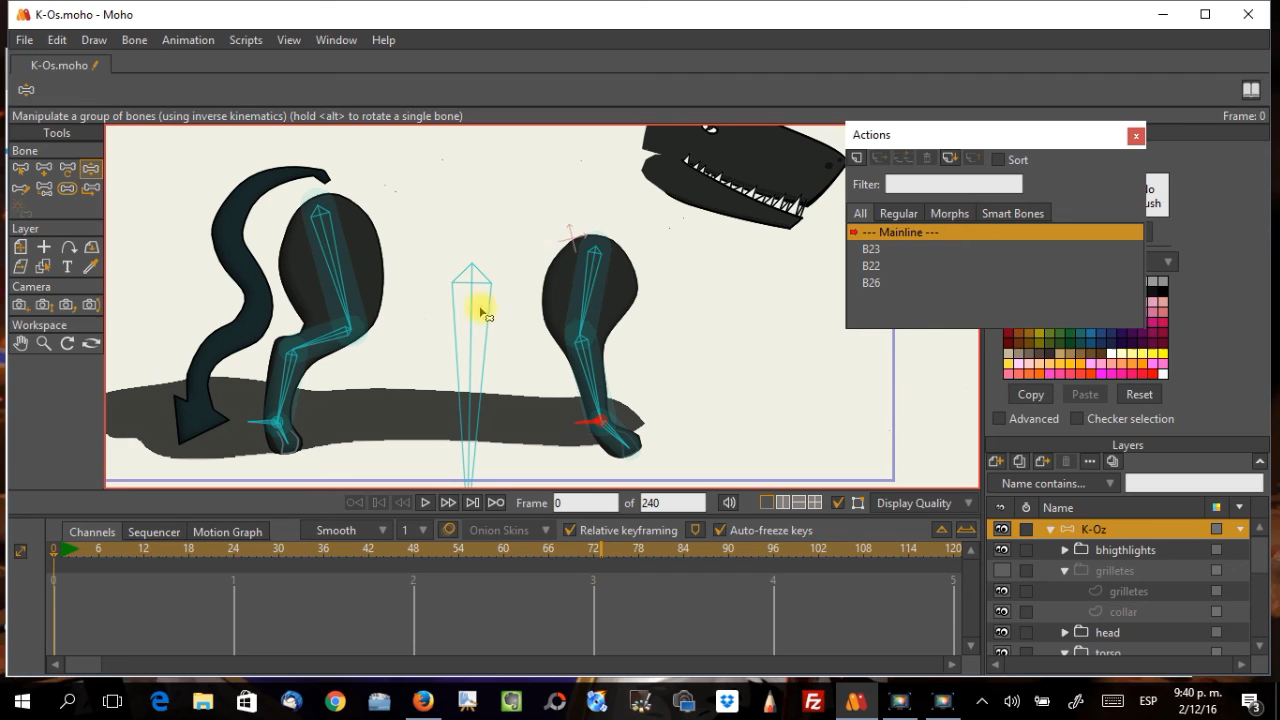 K-Os.moho - Moho
File Edit Draw Bone Animation Scripts View Window Help
K-Os.moho
Manipulate a group of bones (using inverse kinematics) (hold <alt> to rotate a single bone) Frame: 0
Tools
Bone
Layer
Camera
Workspace
Actions
Sort
Filter:
All Regular Morphs Smart Bones
--- Mainline ---
B23
B22
B26
Copy Paste Reset
Advanced Checker selection
Layers
Name contains...
Name
K-Oz
bhigthlights
grilletes
grilletes
collar
head
torso
Frame 0 of 240 Display Quality
Channels Sequencer Motion Graph Smooth 1 Onion Skins Relative keyframing Auto-freeze keys
0 6 12 18 24 30 36 42 48 54 60 66 72 78 84 90 96 102 108 114 120
0 1 2 3 4 5
ESP
9:40 p. m.
2/12/16
3